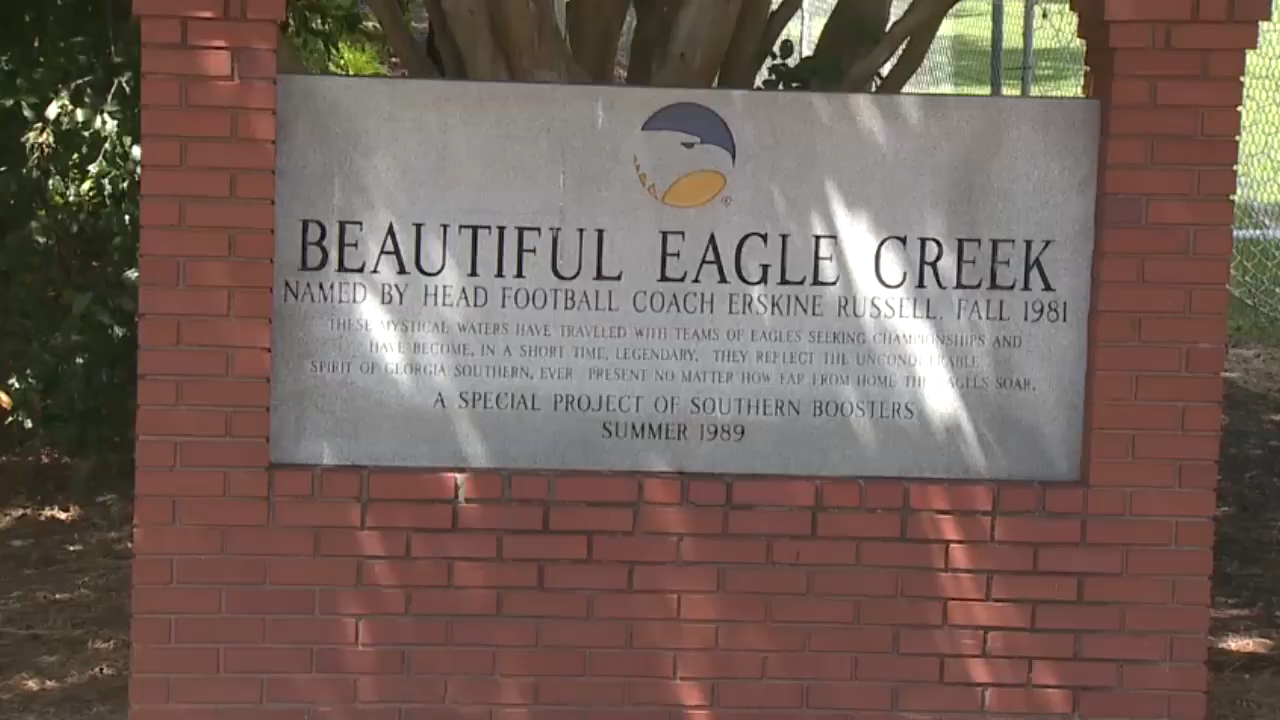 ®
BEAUTIFUL EAGLE CREEK
NAMED BY HEAD FOOTBALL COACH ERSKINE RUSSELL, FALL 1981
THESE MYSTICAL WATERS HAVE TRAVELED WITH TEAMS OF EAGLES SEEKING CHAMPIONSHIPS AND
HAVE BECOME, IN A SHORT TIME, LEGENDARY. THEY REFLECT THE UNCONQUERABLE
SPIRIT OF GEORGIA SOUTHERN, EVER PRESENT NO MATTER HOW FAR FROM HOME THE EAGLES SOAR.
A SPECIAL PROJECT OF SOUTHERN BOOSTERS
SUMMER 1989